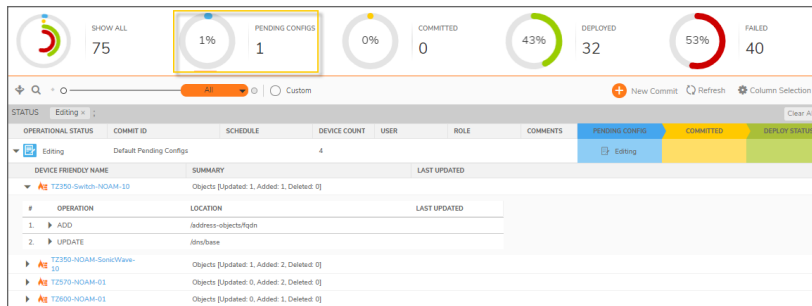 SHOW ALL
75
1%
PENDING CONFIGS
1
0%
COMMITTED
0
43%
DEPLOYED
32
53%
FAILED
40
All
Custom
New Commit
Refresh
Column Selection
STATUS Editing × ;
Clear Al
OPERATIONAL STATUS COMMIT ID SCHEDULE DEVICE COUNT USER ROLE COMMENTS PENDING CONFIG COMMITTED DEPLOY STATUS
Editing Default Pending Configs 4 Editing
DEVICE FRIENDLY NAME SUMMARY LAST UPDATED
TZ350-Switch-NOAM-10 Objects [Updated: 1, Added: 1, Deleted: 0]
# OPERATION LOCATION LAST UPDATED
1. ADD /address-objects/fqdn
2. UPDATE /dns/base
TZ350-NOAM-SonicWave-
10 Objects [Updated: 1, Added: 2, Deleted: 0]
TZ570-NOAM-01 Objects [Updated: 0, Added: 2, Deleted: 0]
TZ600-NOAM-01 Objects [Updated: 0, Added: 1, Deleted: 0]